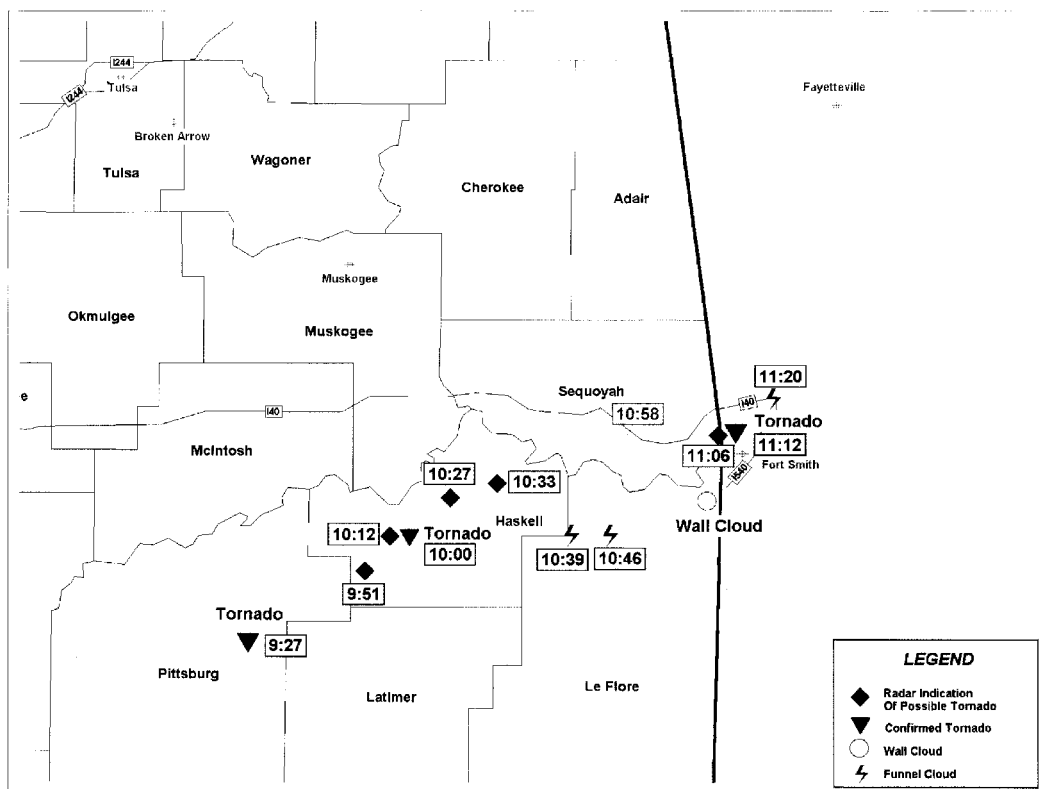 I244
Tulsa
Fayetteville
I244
Broken Arrow
Wagoner
Tulsa
Cherokee
Adair
Muskogee
Okmulgee
Muskogee
11:20
Sequoyah
e
I40
I40
10:58
Tornado
McIntosh
11:06
11:12
Fort Smith
10:27
I540
10:33
Haskell
Wall Cloud
10:12
Tornado
10:00
10:39
10:46
9:51
Tornado
9:27
Pittsburg
Latimer
Le Flore
LEGEND
Radar Indication
Of Possible Tornado
Confirmed Tornado
Wall Cloud
Funnel Cloud